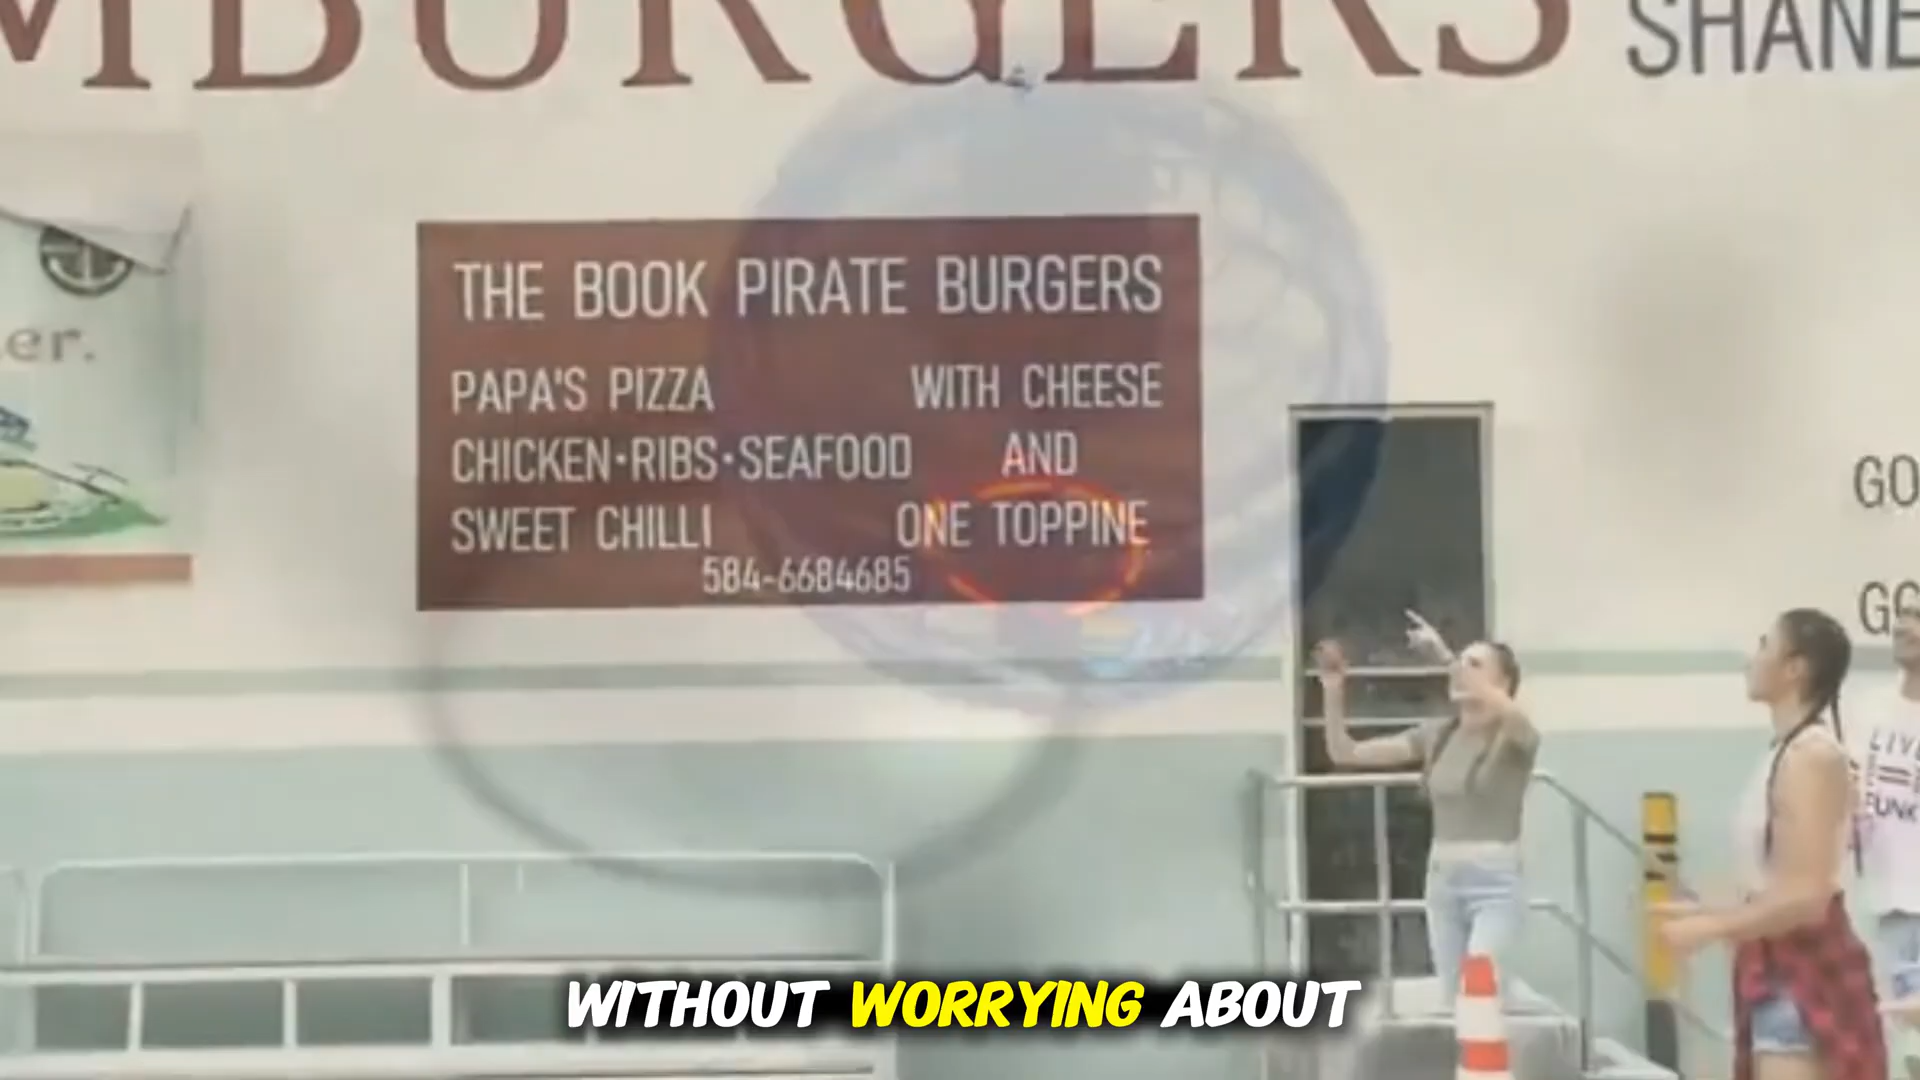 MBURGERS
SHANE
er.
THE BOOK PIRATE BURGERS
PAPA'S PIZZA WITH CHEESE
CHICKEN·RIBS·SEAFOOD AND
SWEET CHILLI ONE TOPPINE
584-6684685
GO
GO
LIVE
FUNK
WITHOUT WORRYING ABOUT